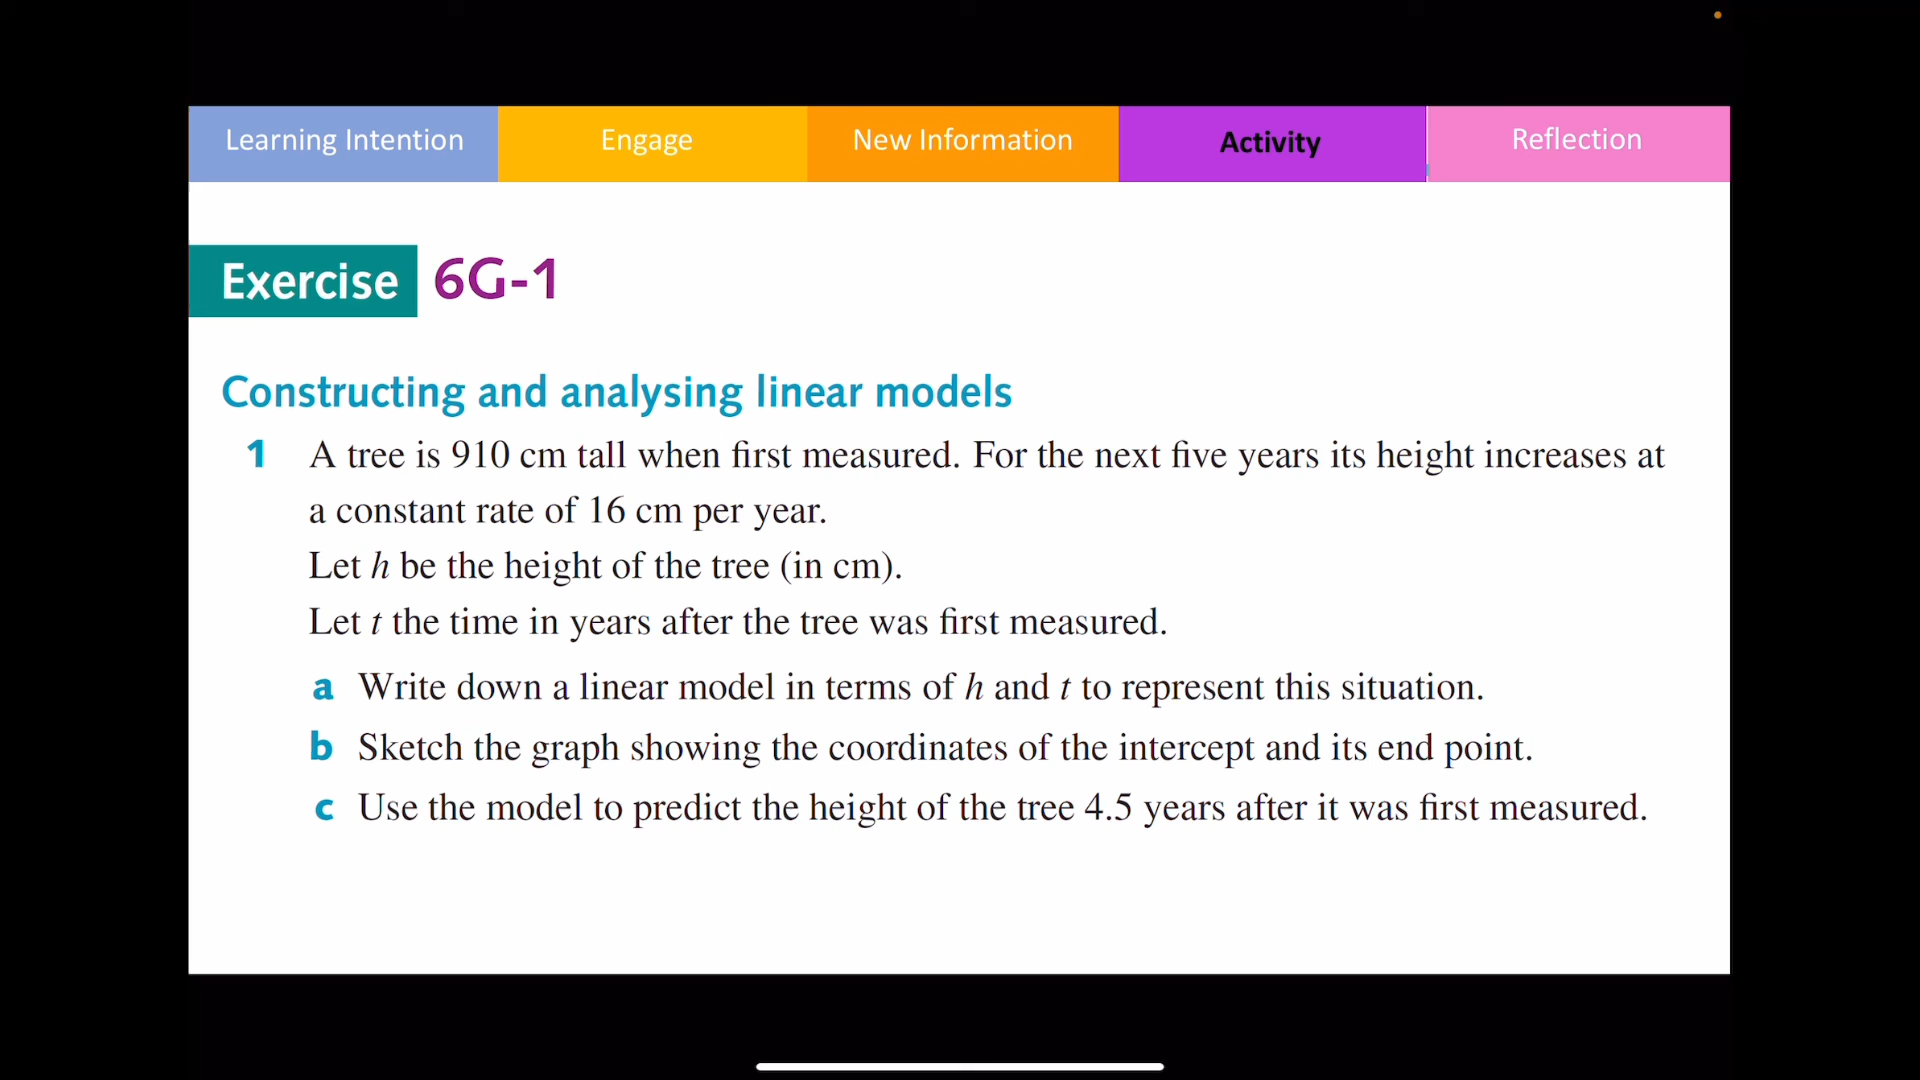 Learning Intention
Engage
New Information
Activity
Reflection
Exercise 6G-1
Constructing and analysing linear models
1 A tree is 910 cm tall when first measured. For the next five years its height increases at
a constant rate of 16 cm per year.
Let h be the height of the tree (in cm).
Let t the time in years after the tree was first measured.
a Write down a linear model in terms of h and t to represent this situation.
b Sketch the graph showing the coordinates of the intercept and its end point.
c Use the model to predict the height of the tree 4.5 years after it was first measured.